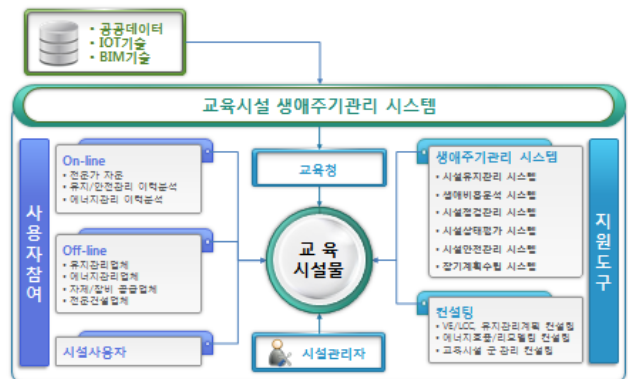 • 공공데이터
• IOT기술
• BIM기술
교육시설 생애주기관리 시스템
사용자참여
On-line
• 전문가 자문
• 유지/안전관리 이력분석
• 에너지관리 이력분석
Off-line
• 유지관리업체
• 에너지관리업체
• 자재/장비 공급업체
• 전문건설업체
시설사용자
교육청
교 육
시설물
시설관리자
생애주기관리 시스템
• 시설유지관리 시스템
• 생애비용분석 시스템
• 시설점검관리 시스템
• 시설상태평가 시스템
• 시설안전관리 시스템
• 장기계획수립 시스템
컨설팅
• VE/LCC, 유지관리계획 컨설팅
• 에너지효율/리모델링 컨설팅
• 교육시설 군 관리 컨설팅
지원도구